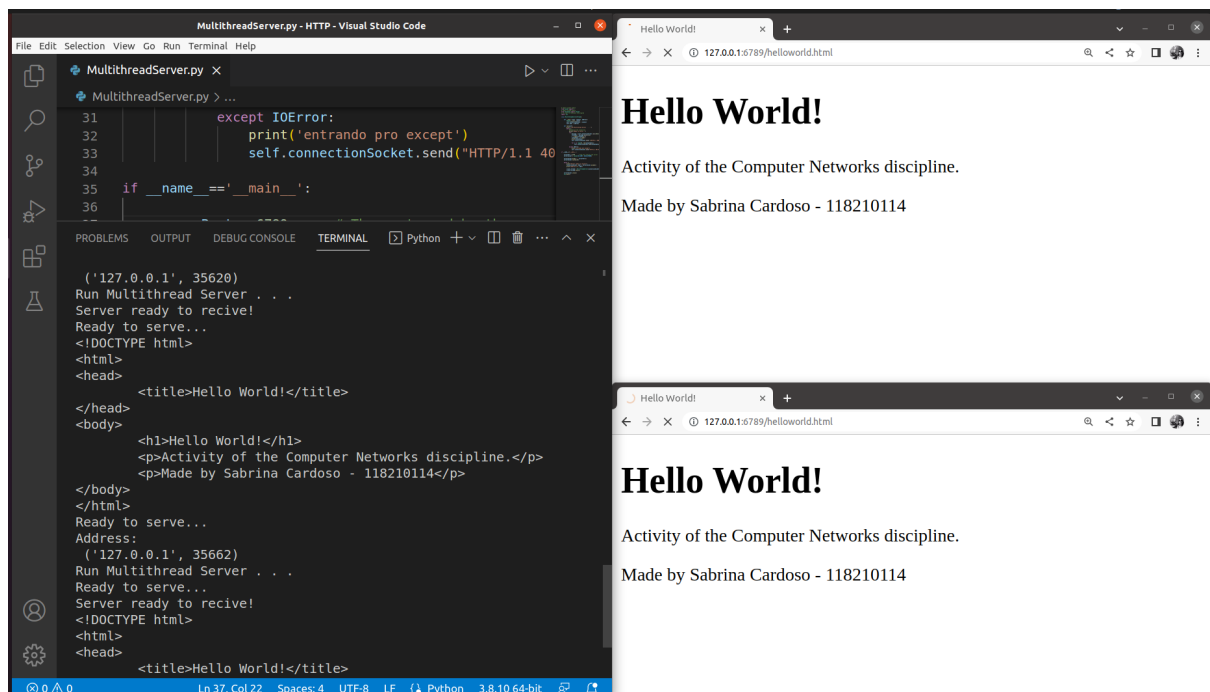 MultithreadServer.py - HTTP - Visual Studio Code
File Edit Selection View Go Run Terminal Help
MultithreadServer.py
MultithreadServer.py > ...
31 except IOError:
32 print('entrando pro except')
33 self.connectionSocket.send("HTTP/1.1 40
34
35 if __name__=='__main__':
36
PROBLEMS OUTPUT DEBUG CONSOLE TERMINAL Python
('127.0.0.1', 35620)
Run Multithread Server . . .
Server ready to recive!
Ready to serve...
<!DOCTYPE html>
<html>
<head>
<title>Hello World!</title>
</head>
<body>
<h1>Hello World!</h1>
<p>Activity of the Computer Networks discipline.</p>
<p>Made by Sabrina Cardoso - 118210114</p>
</body>
</html>
Ready to serve...
Address:
('127.0.0.1', 35662)
Run Multithread Server . . .
Ready to serve...
Server ready to recive!
<!DOCTYPE html>
<html>
<head>
<title>Hello World!</title>
0 0 Ln 37, Col 22 Spaces: 4 UTF-8 LF Python 3.8.10 64-bit
Hello World!
127.0.0.1:6789/helloworld.html
Hello World!
Activity of the Computer Networks discipline.
Made by Sabrina Cardoso - 118210114
Hello World!
127.0.0.1:6789/helloworld.html
Hello World!
Activity of the Computer Networks discipline.
Made by Sabrina Cardoso - 118210114